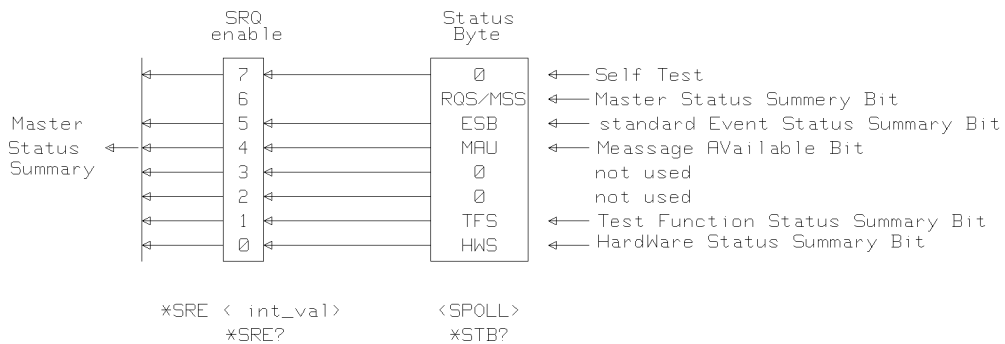 SRQ enable
Status Byte
7 0 Self Test
6 RQS/MSS Master Status Summery Bit
5 ESB standard Event Status Summary Bit
4 MAU Meassage AVailable Bit
3 0 not used
2 0 not used
1 TFS Test Function Status Summary Bit
0 HWS HardWare Status Summary Bit
Master
Status
Summary
*SRE < int_val> <SPOLL>
*SRE? *STB?